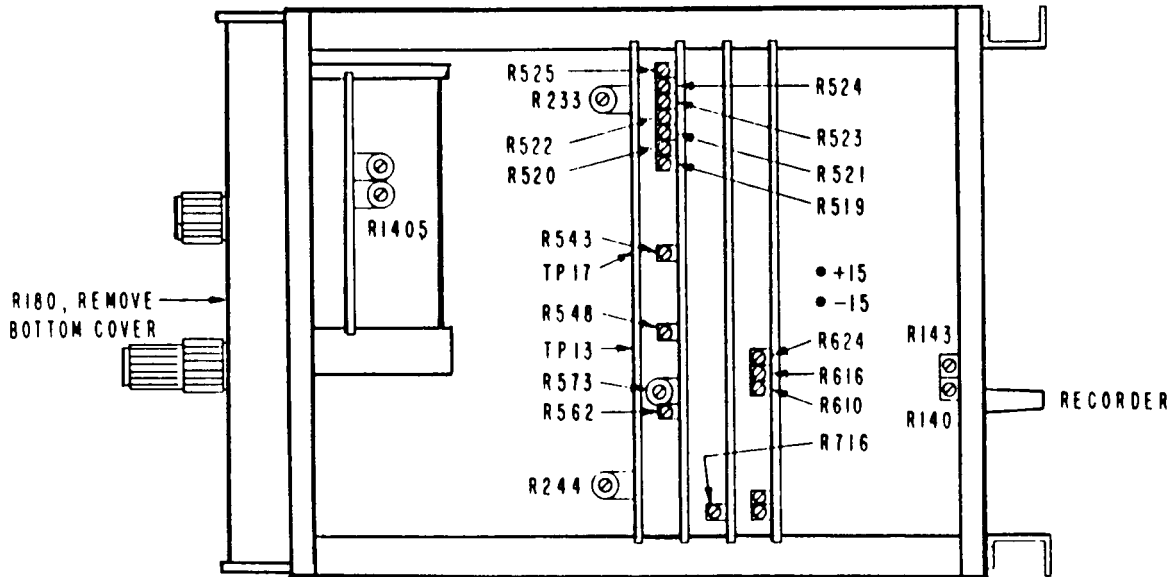 R525
R524
R233
R523
R522
R521
R520
R519
R1405
R543
TP17
+15
-15
R180, REMOVE
BOTTOM COVER
R548
R624
R143
TP13
R616
R573
R610
R562
R140
RECORDER
R716
R244